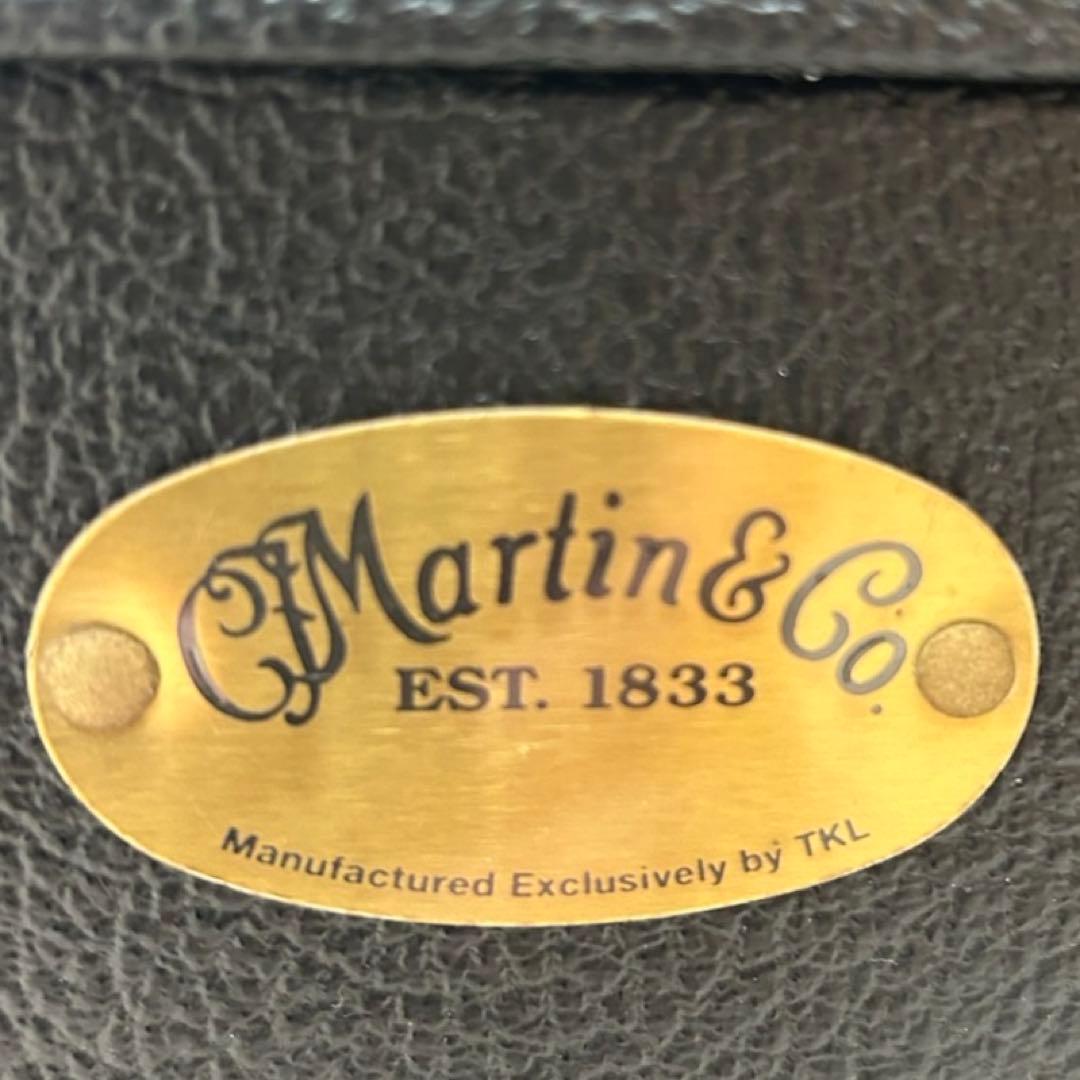 CFMartin & Co.
EST. 1833
Manufactured Exclusively by TKL